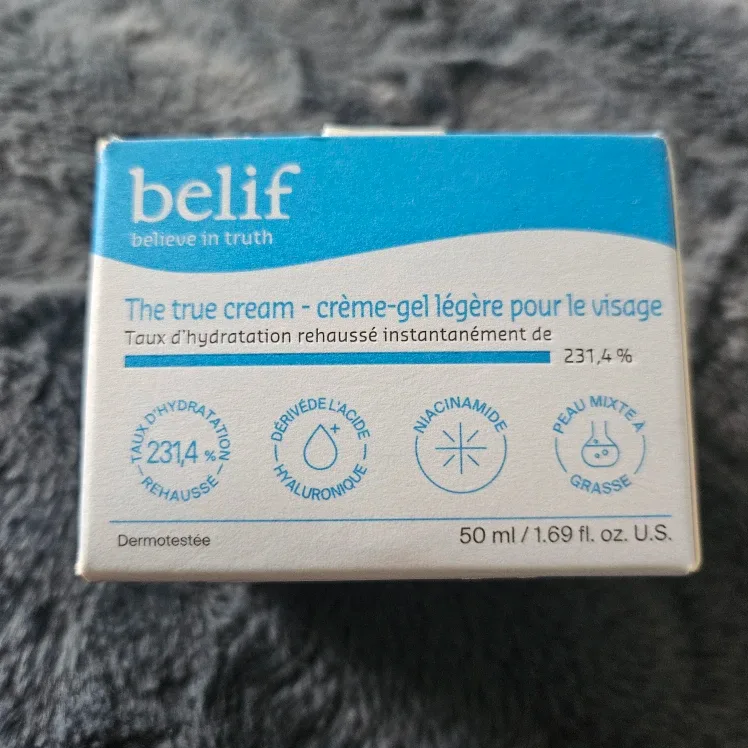 belif
believe in truth
The true cream - crème-gel légère pour le visage
Taux d'hydratation rehaussé instantanément de
231,4 %
TAUX D'HYDRATATION
231,4 %
REHAUSSÉ
DÉRIVÉ DE L'ACIDE
HYALURONIQUE
NIACINAMIDE
PEAU MIXTE À
GRASSE
Dermotestée
50 ml / 1.69 fl. oz. U.S.